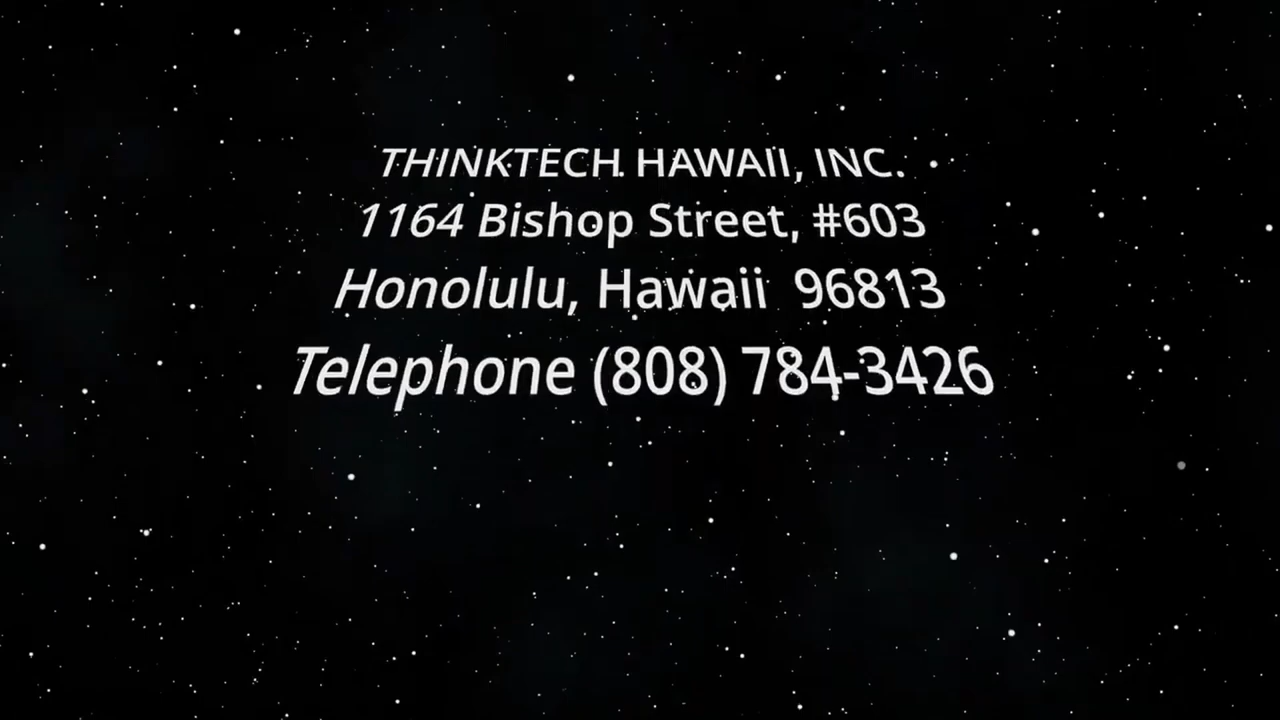 THINKTECH HAWAII, INC.
1164 Bishop Street, #603
Honolulu, Hawaii  96813
Telephone (808) 784-3426